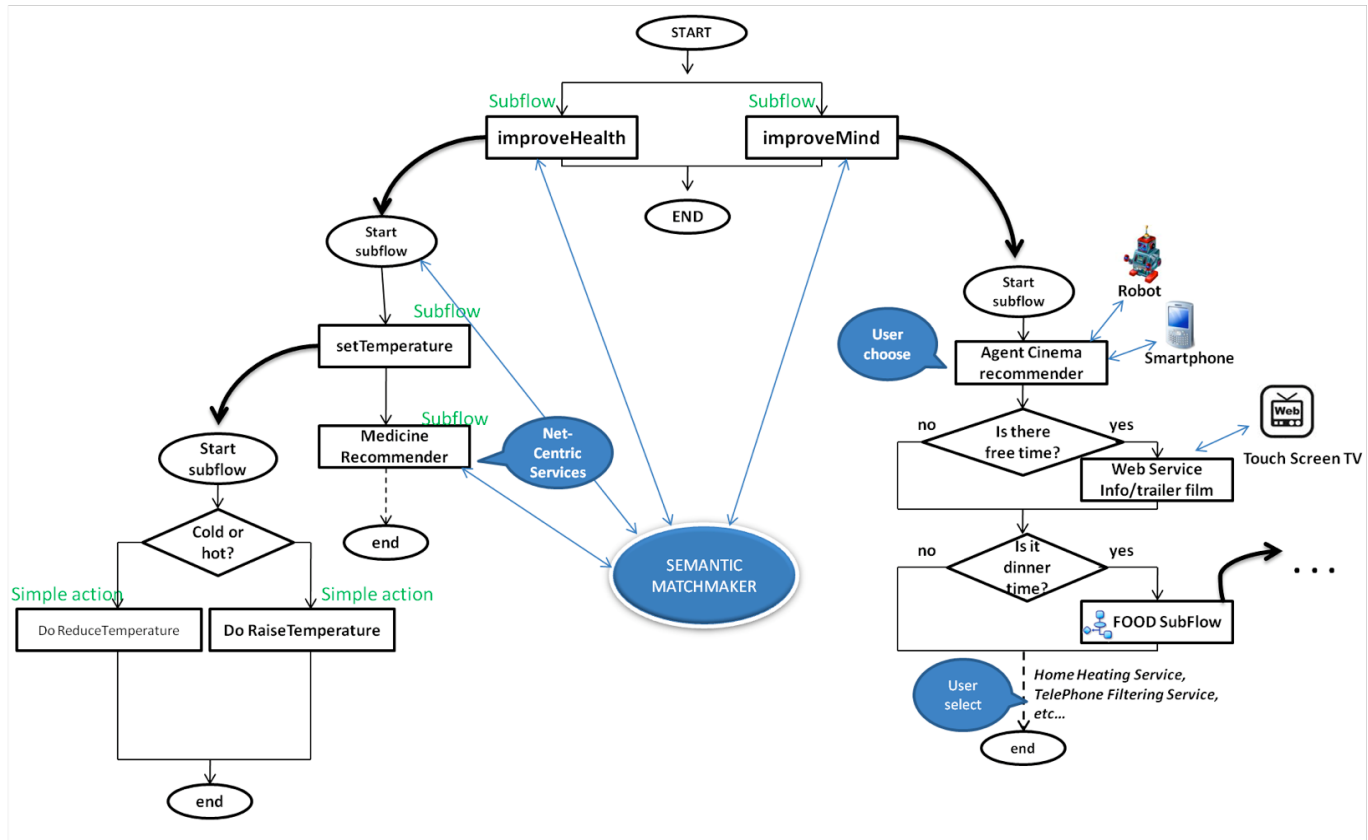 START
Subflow
Subflow
improveHealth
improveMind
END
Start
subflow
Start
subflow
Robot
Subflow
User
choose
Smartphone
setTemperature
Agent Cinema
recommender
Subflow
no
yes
Web
Start
subflow
Medicine
Recommender
Net-
Centric
Services
Is there
free time?
Touch Screen TV
Web Service
Info/trailer film
Cold or
hot?
end
no
yes
Is it
dinner
time?
SEMANTIC
MATCHMAKER
...
Simple action
Simple action
Do ReduceTemperature
Do RaiseTemperature
FOOD SubFlow
User
select
Home Heating Service,
TelePhone Filtering Service,
etc...
end
end